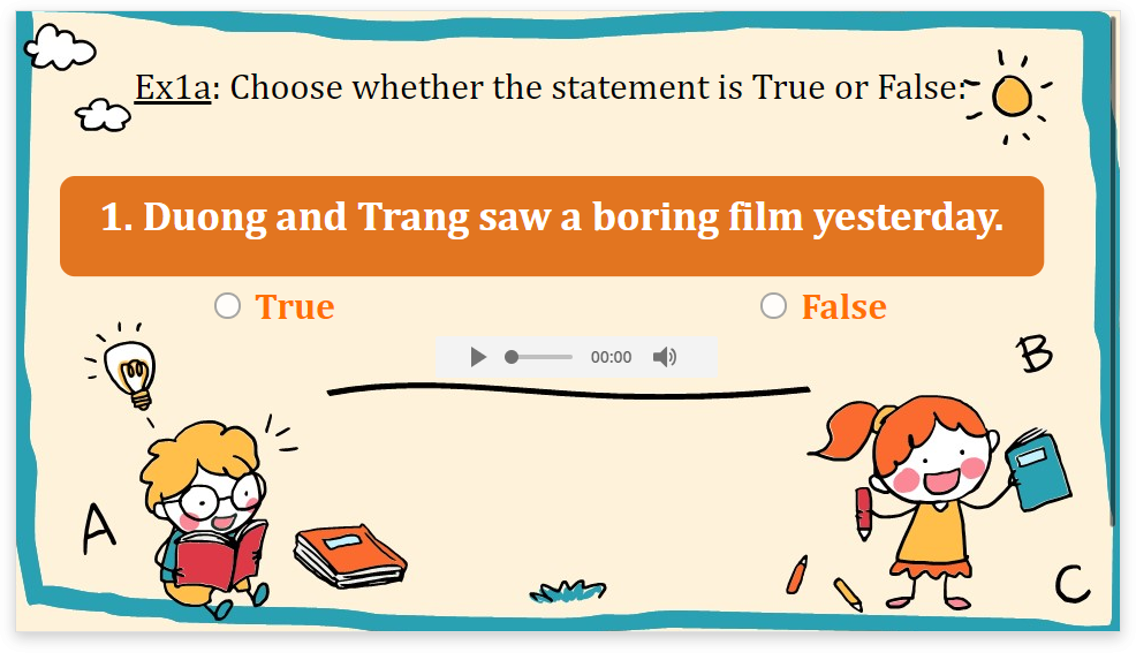 Ex1a: Choose whether the statement is True or False:
1. Duong and Trang saw a boring film yesterday.
True
False
00:00
B
A
C